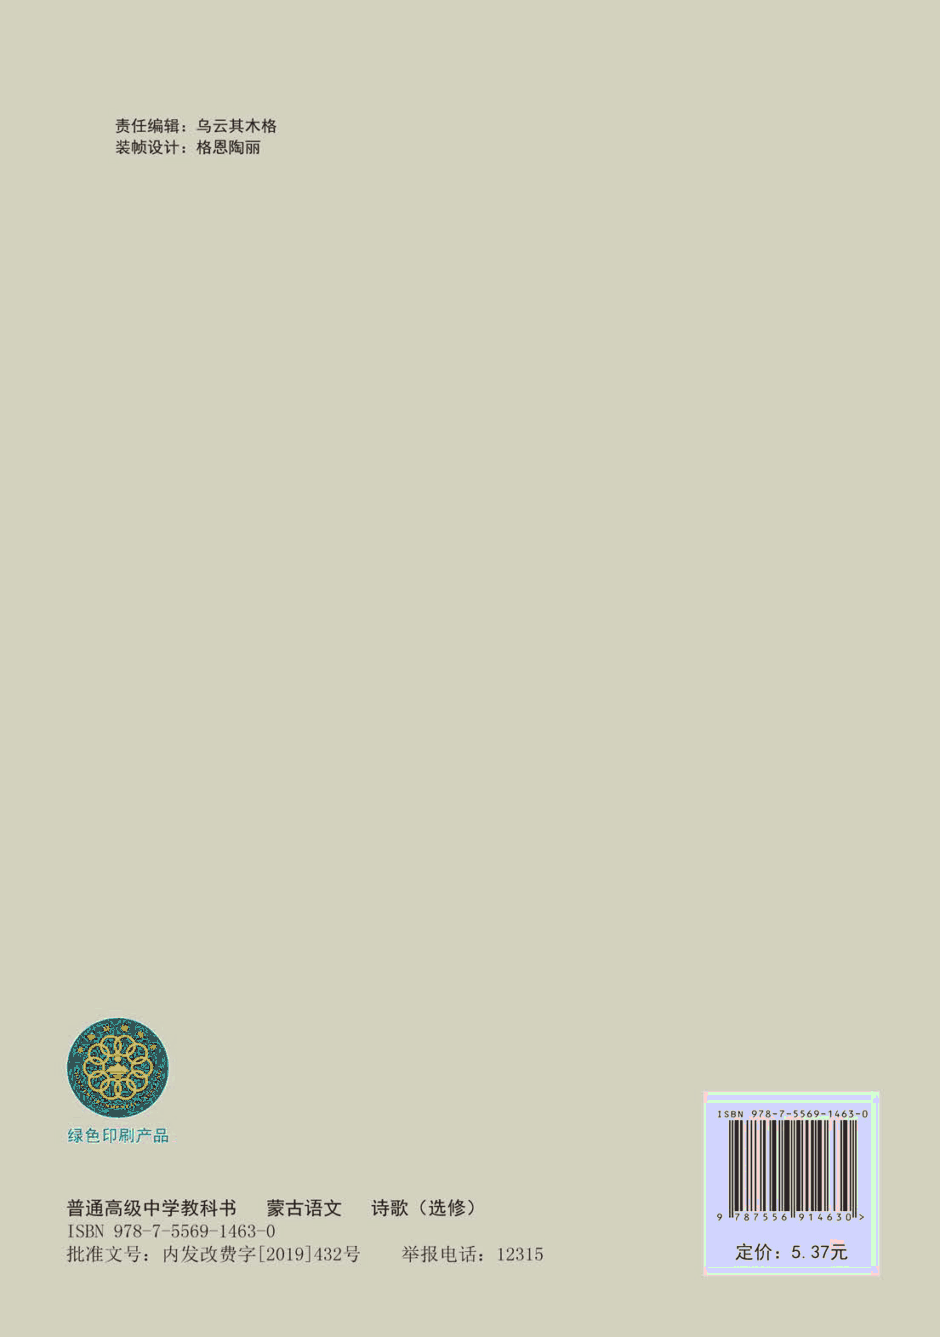 责任编辑：乌云其木格
装帧设计：格恩陶丽
绿色印刷产品
普通高级中学教科书 蒙古语文 诗歌（选修）
ISBN 978-7-5569-1463-0
批准文号：内发改费字[2019]432号 举报电话：12315
ISBN 978-7-5569-1463-0
9 787556 914630 >
定价：5.37元